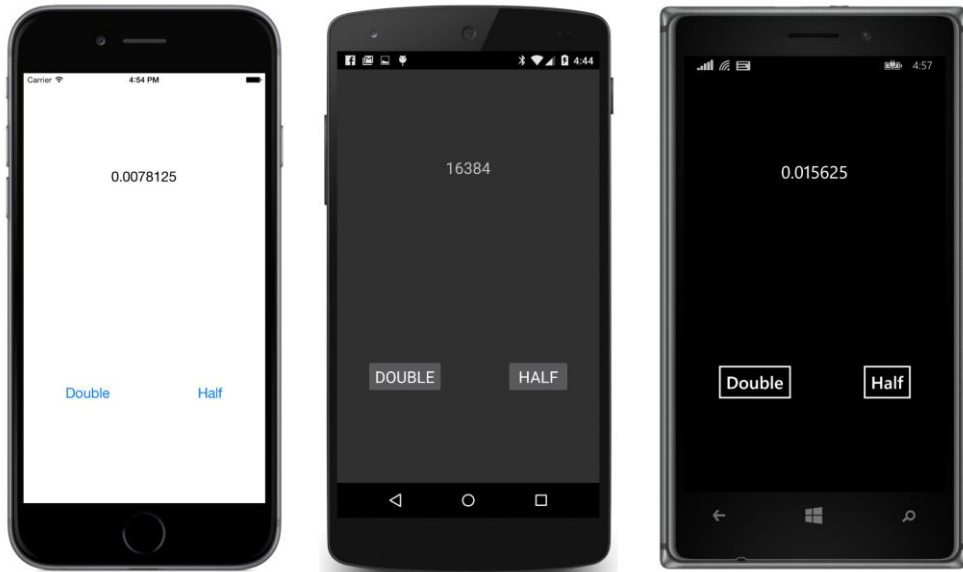 Carrier 4:54 PM
0.0078125
Double Half
4:44
16384
DOUBLE HALF
4:57
0.015625
Double Half